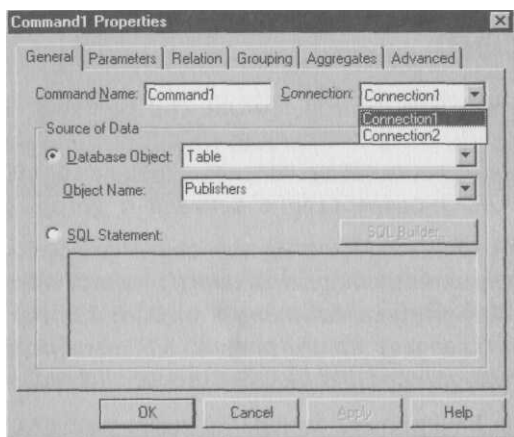 Command1 Properties
General Parameters Relation Grouping Aggregates Advanced
Command Name: Command1 Connection: Connection1
Connection1
Connection2
Source of Data
Database Object: Table
Object Name: Publishers
SQL Statement: SQL Builder...
OK Cancel Apply Help